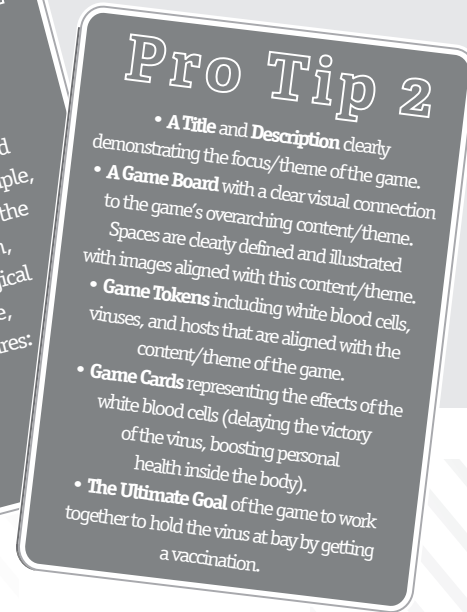 d
ple,
the
n,
gical
e,
res:
Pro Tip 2
• A Title and Description clearly
demonstrating the focus/theme of the game.
• A Game Board with a clear visual connection
to the game's overarching content/theme.
Spaces are clearly defined and illustrated
with images aligned with this content/theme.
• Game Tokens including white blood cells,
viruses, and hosts that are aligned with the
content/theme of the game.
• Game Cards representing the effects of the
white blood cells (delaying the victory
of the virus, boosting personal
health inside the body).
• The Ultimate Goal of the game to work
together to hold the virus at bay by getting
a vaccination.